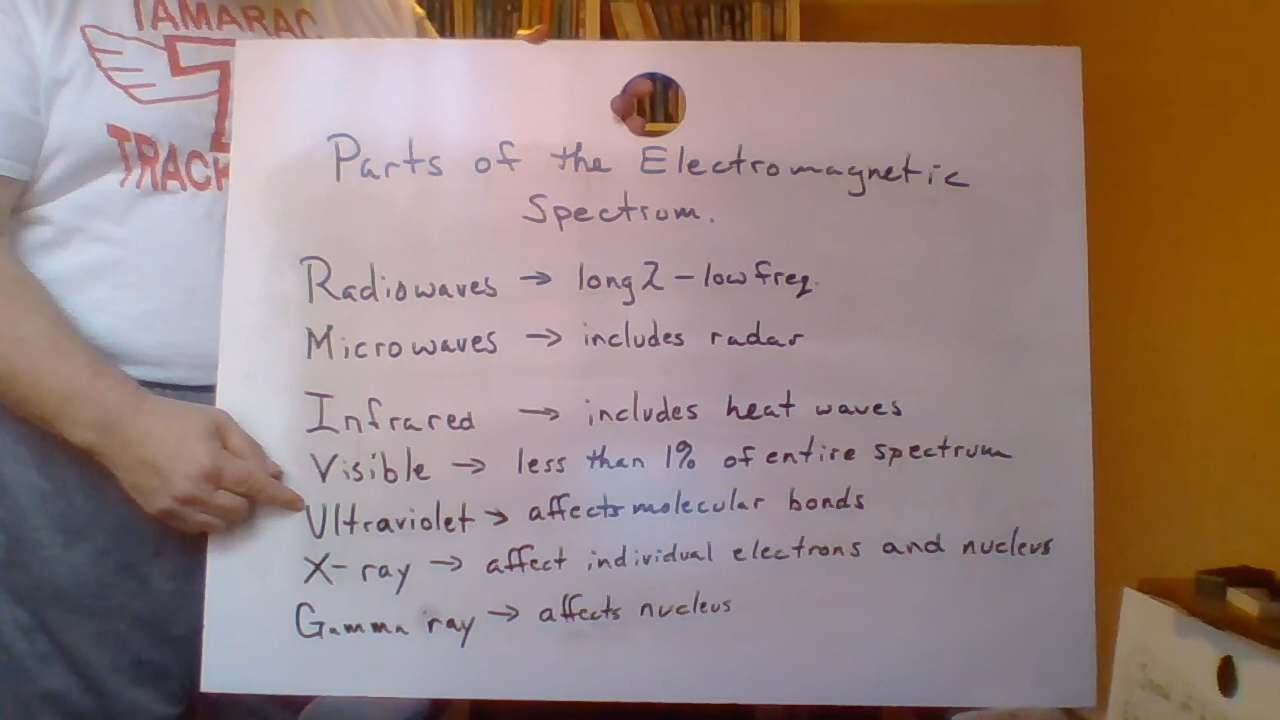 TAMARAC
T
TRACK
Parts of the Electromagnetic
Spectrum.
Radiowaves → long λ – low freq.
Microwaves → includes radar
Infrared → includes heat waves
Visible → less than 1% of entire spectrum
Ultraviolet → affects molecular bonds
X-ray → affect individual electrons and nucleus
Gamma ray → affects nucleus